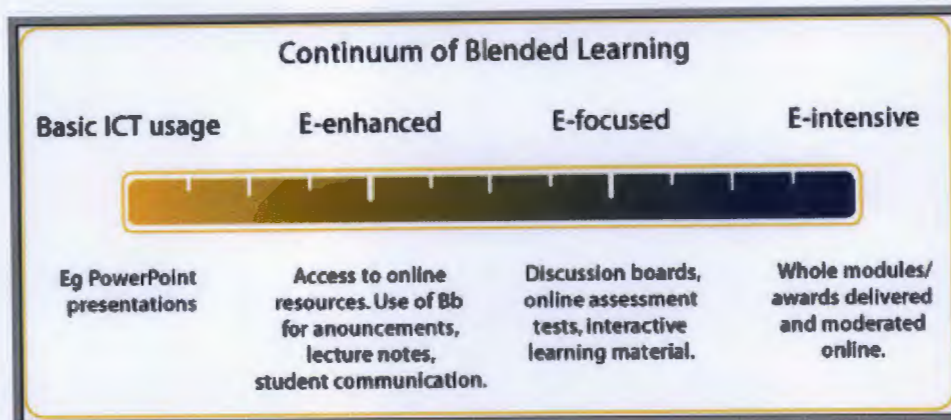 Continuum of Blended Learning
Basic ICT usage
E-enhanced
E-focused
E-intensive
Eg PowerPoint
presentations
Access to online
resources. Use of Bb
for anouncements,
lecture notes,
student communication.
Discussion boards,
online assessment
tests, interactive
learning material.
Whole modules/
awards delivered
and moderated
online.